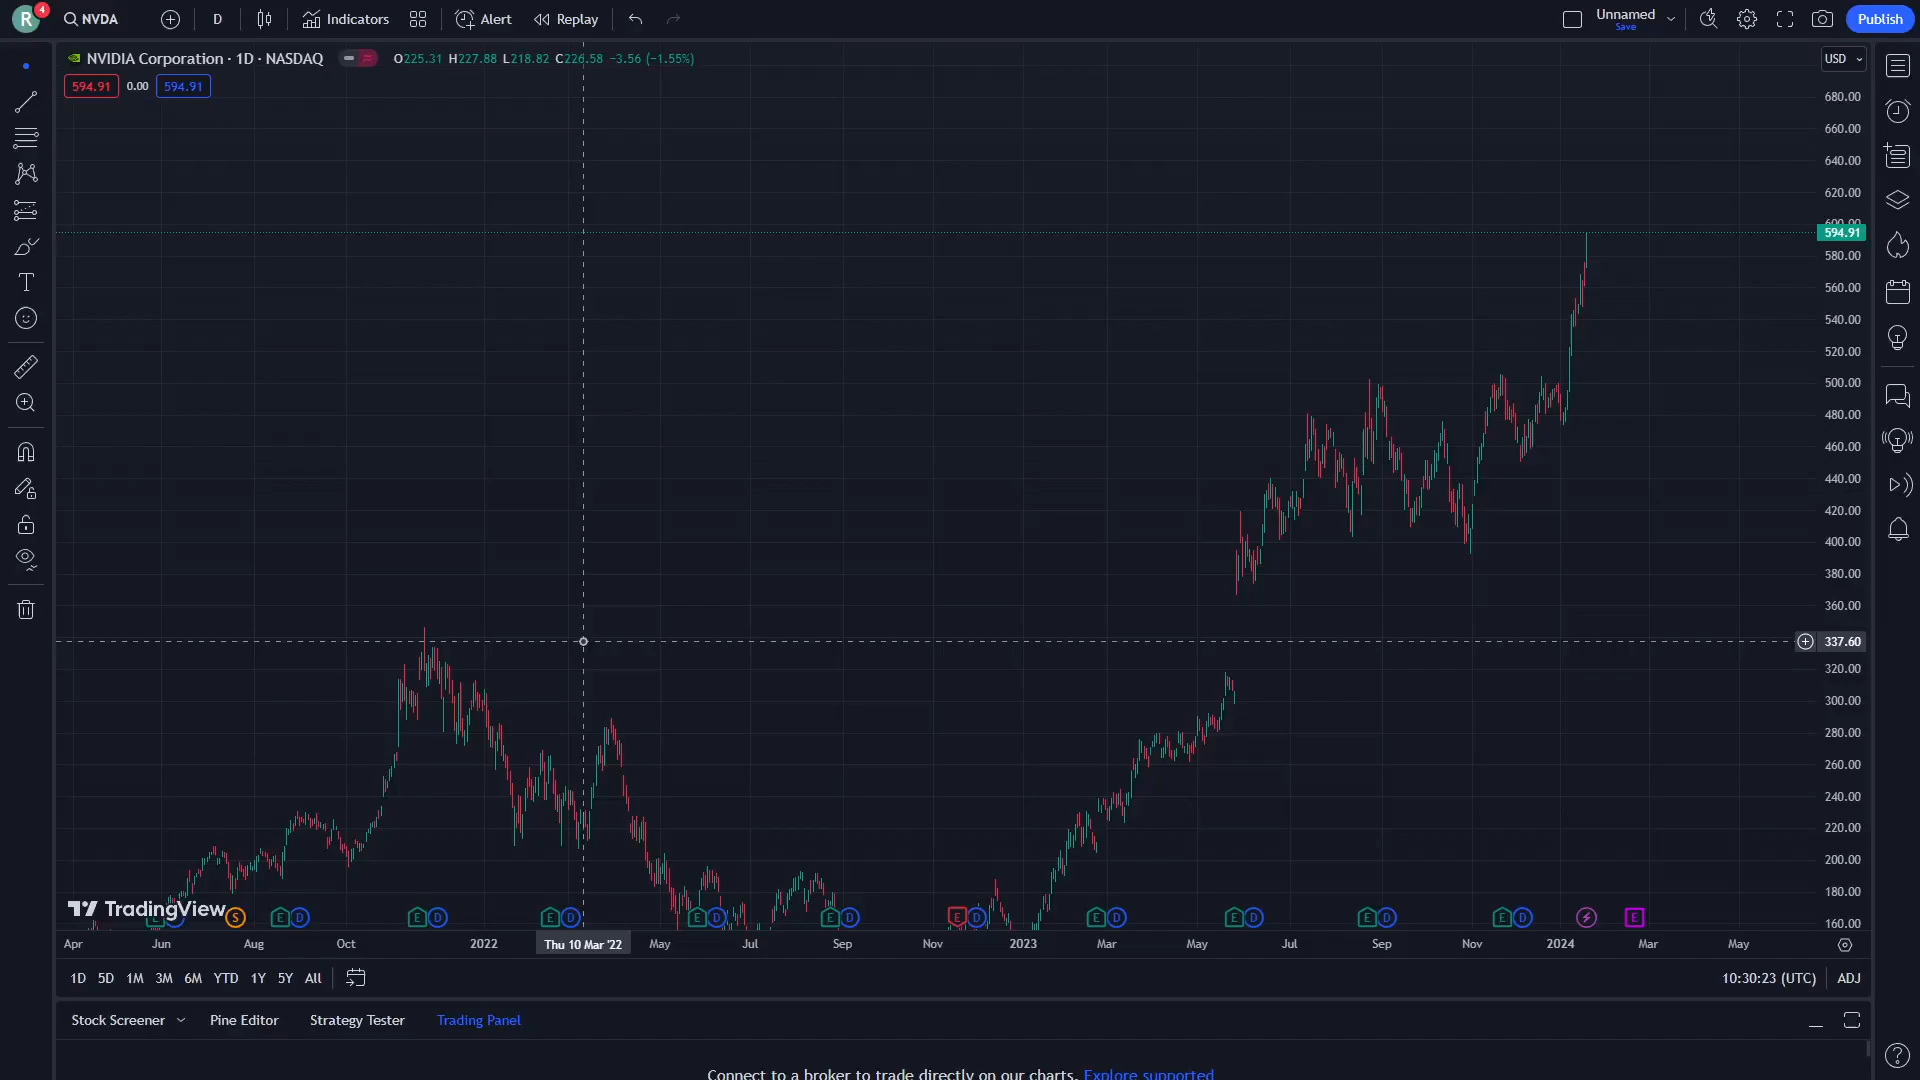 R 4 NVDA D Indicators Alert Replay Unnamed Save Publish
NVIDIA Corporation · 1D · NASDAQ O225.31 H227.88 L218.82 C226.58 −3.56 (−1.55%)
USD
594.91 0.00 594.91
680.00
660.00
640.00
620.00
600.00
594.91
580.00
560.00
540.00
520.00
500.00
480.00
460.00
440.00
420.00
400.00
380.00
360.00
337.60
320.00
300.00
280.00
260.00
240.00
220.00
200.00
180.00
160.00
TradingView
E S E D E D E D E D E D E D E D E D E D E D E
Apr Jun Aug Oct 2022 Thu 10 Mar '22 May Jul Sep Nov 2023 Mar May Jul Sep Nov 2024 Mar May
1D 5D 1M 3M 6M YTD 1Y 5Y All 10:30:23 (UTC) ADJ
Stock Screener Pine Editor Strategy Tester Trading Panel
Connect to a broker to trade directly on our charts. Explore supported